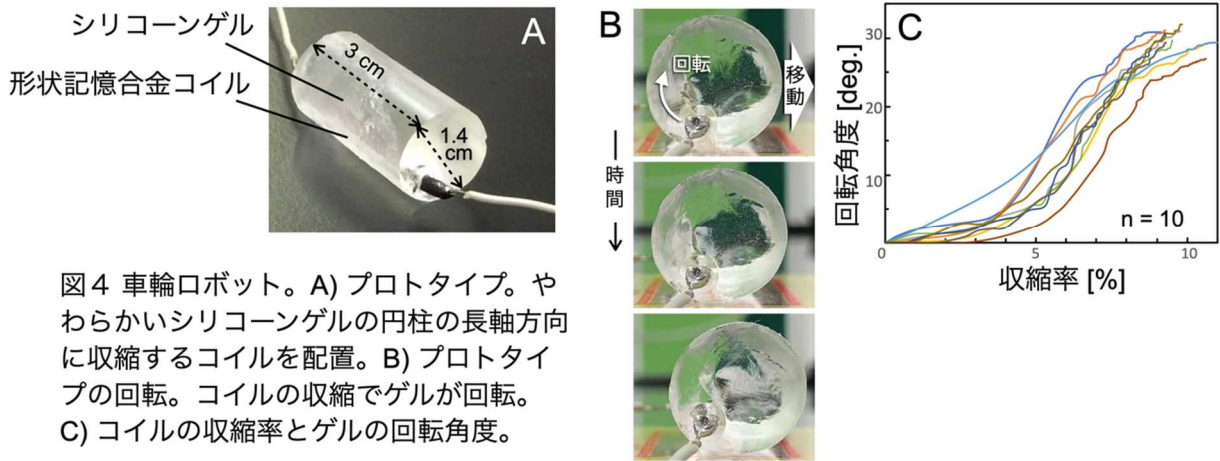 シリコーンゲル
形状記憶合金コイル
A
3 cm
1.4
cm
図４ 車輪ロボット。A) プロトタイプ。や
わらかいシリコーンゲルの円柱の長軸方向
に収縮するコイルを配置。B) プロトタイ
プの回転。コイルの収縮でゲルが回転。
C) コイルの収縮率とゲルの回転角度。
B
回転
移動
時間
C
回転角度 [deg.]
30
20
10
0
5
10
n = 10
収縮率 [%]